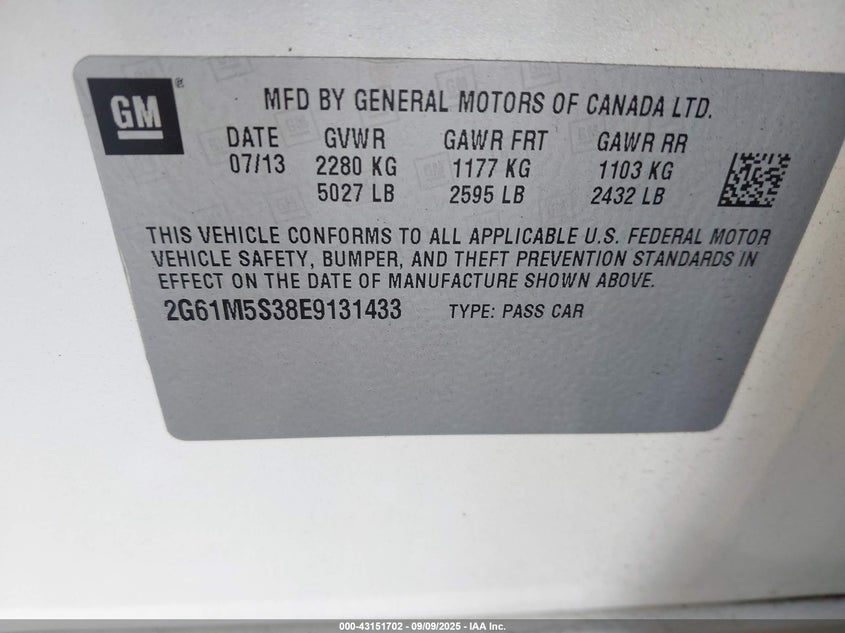 GM®
MFD BY GENERAL MOTORS OF CANADA LTD.
DATE GVWR GAWR FRT GAWR RR
07/13 2280 KG 1177 KG 1103 KG
5027 LB 2595 LB 2432 LB
THIS VEHICLE CONFORMS TO ALL APPLICABLE U.S. FEDERAL MOTOR
VEHICLE SAFETY, BUMPER, AND THEFT PREVENTION STANDARDS IN
EFFECT ON THE DATE OF MANUFACTURE SHOWN ABOVE.
2G61M5S38E9131433 TYPE: PASS CAR
000-43151702 - 09/09/2025 - IAA Inc.